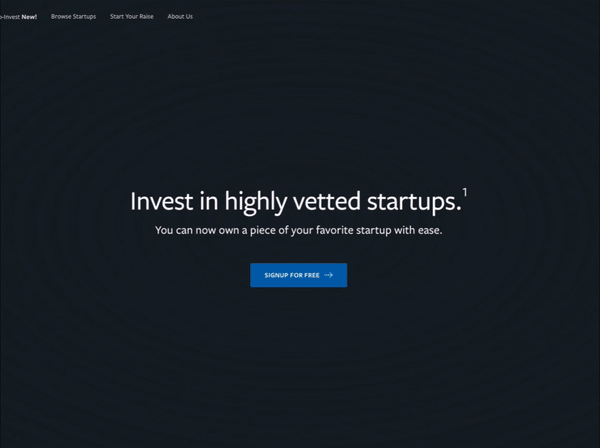 o-Invest New! Browse Startups Start Your Raise About Us
Invest in highly vetted startups.1
You can now own a piece of your favorite startup with ease.
SIGNUP FOR FREE →